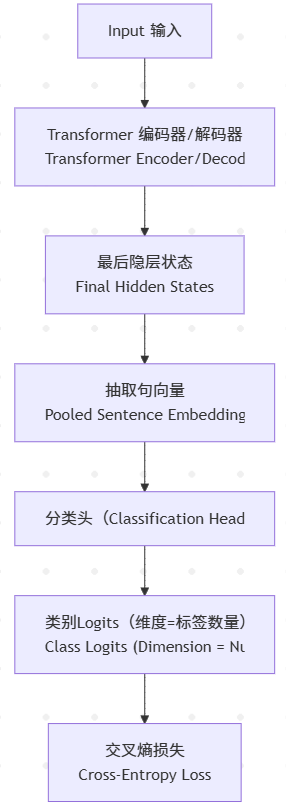 Input 输入
Transformer 编码器/解码器
Transformer Encoder/Decod
最后隐层状态
Final Hidden States
抽取句向量
Pooled Sentence Embedding
分类头（Classification Head
类别Logits（维度=标签数量）
Class Logits (Dimension = Nu
交叉熵损失
Cross-Entropy Loss